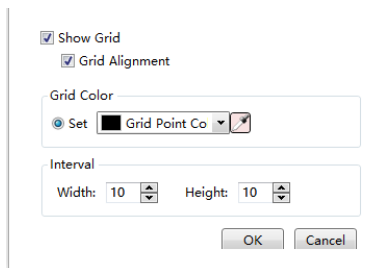 Show Grid
Grid Alignment
Grid Color
Set Grid Point Co
Interval
Width: 10 Height: 10
OK Cancel